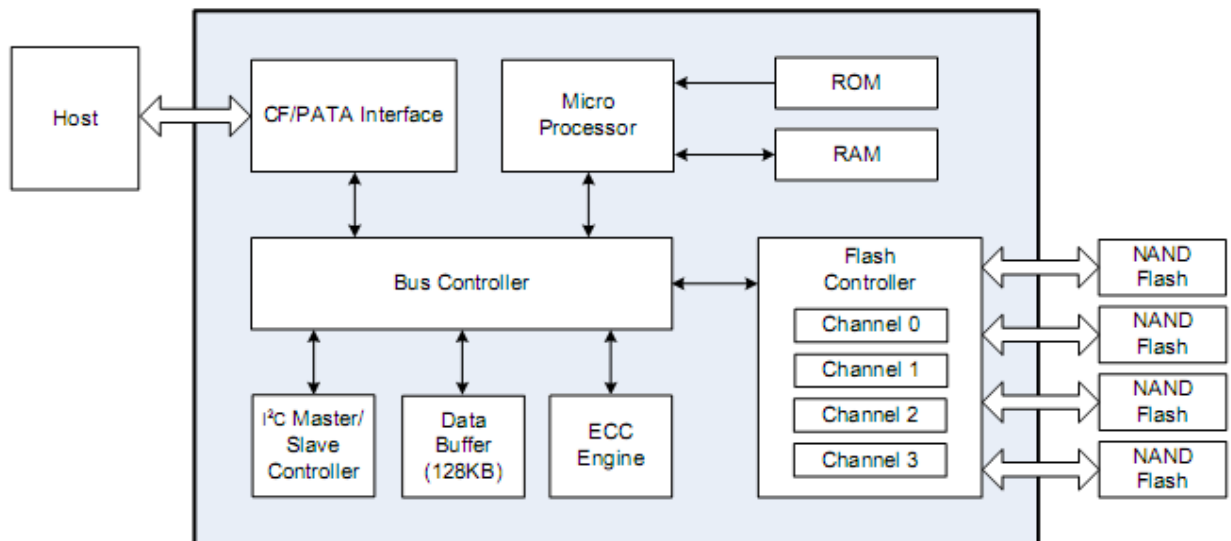 Host
CF/PATA Interface
Micro
Processor
ROM
RAM
Bus Controller
Flash
Controller
Channel 0
Channel 1
Channel 2
Channel 3
NAND
Flash
NAND
Flash
NAND
Flash
NAND
Flash
I²C Master/
Slave
Controller
Data
Buffer
(128KB)
ECC
Engine